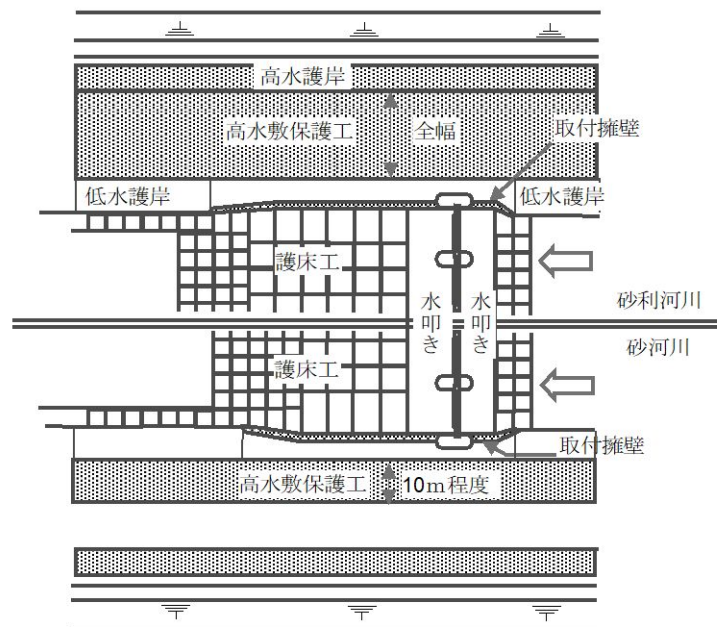 高水護岸
高水敷保護工
全幅
取付擁壁
低水護岸
低水護岸
護床工
水叩き
水叩き
砂利河川
砂河川
護床工
取付擁壁
高水敷保護工
10m程度